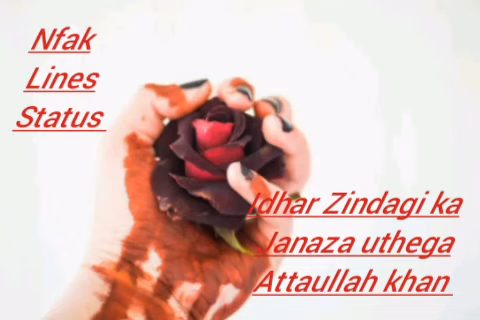 Nfak
Lines
Status
Idhar Zindagi ka
Janaza uthega
Attaullah khan